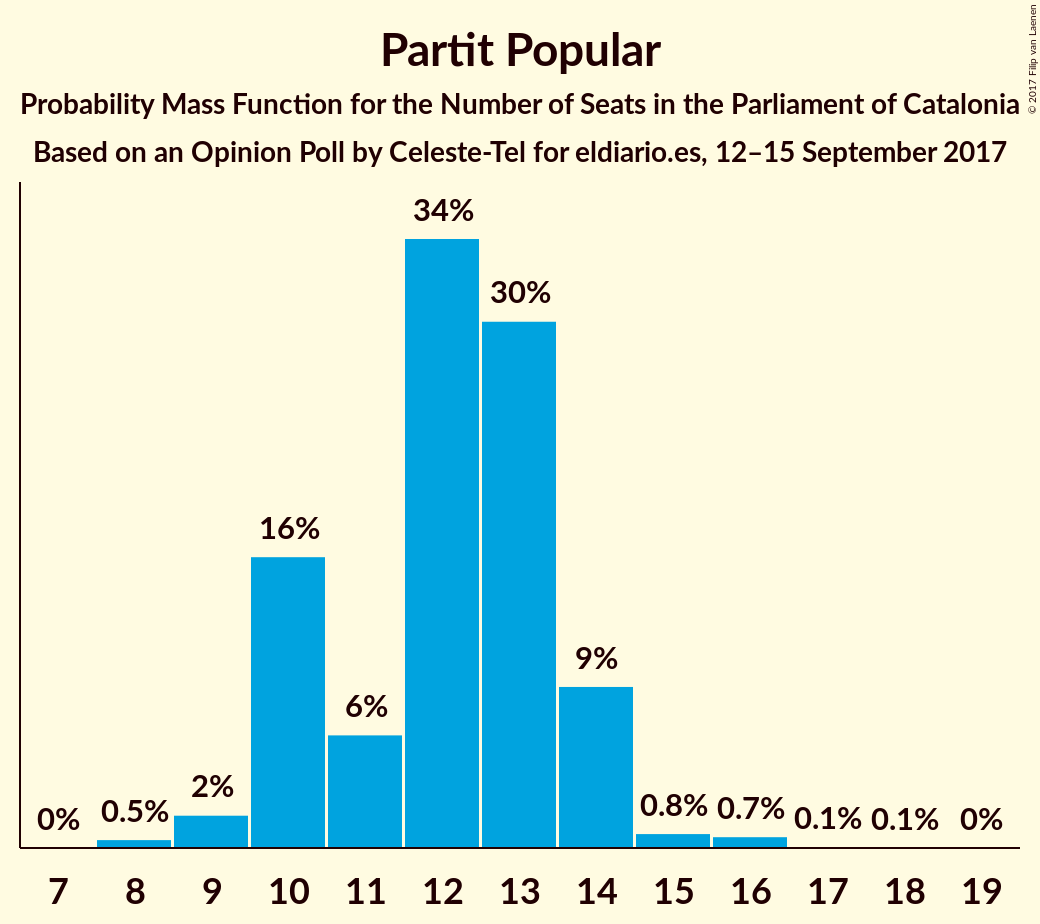 Partit Popular
Probability Mass Function for the Number of Seats in the Parliament of Catalonia
Based on an Opinion Poll by Celeste-Tel for eldiario.es, 12–15 September 2017
© 2017 Filip van Laenen
34%
30%
16%
9%
6%
2%
0%
0.5%
0.8%
0.7%
0.1%
0.1%
0%
7 8 9 10 11 12 13 14 15 16 17 18 19